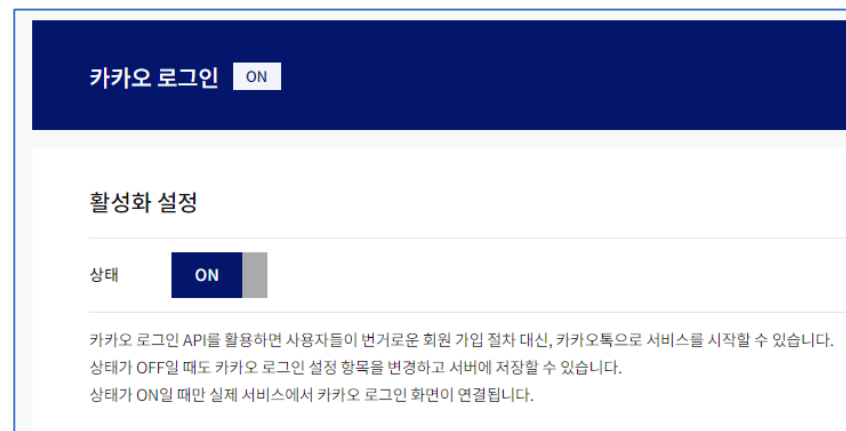 카카오 로그인 ON
활성화 설정
상태 ON
카카오 로그인 API를 활용하면 사용자들이 번거로운 회원 가입 절차 대신, 카카오톡으로 서비스를 시작할 수 있습니다.
상태가 OFF일 때도 카카오 로그인 설정 항목을 변경하고 서버에 저장할 수 있습니다.
상태가 ON일 때만 실제 서비스에서 카카오 로그인 화면이 연결됩니다.